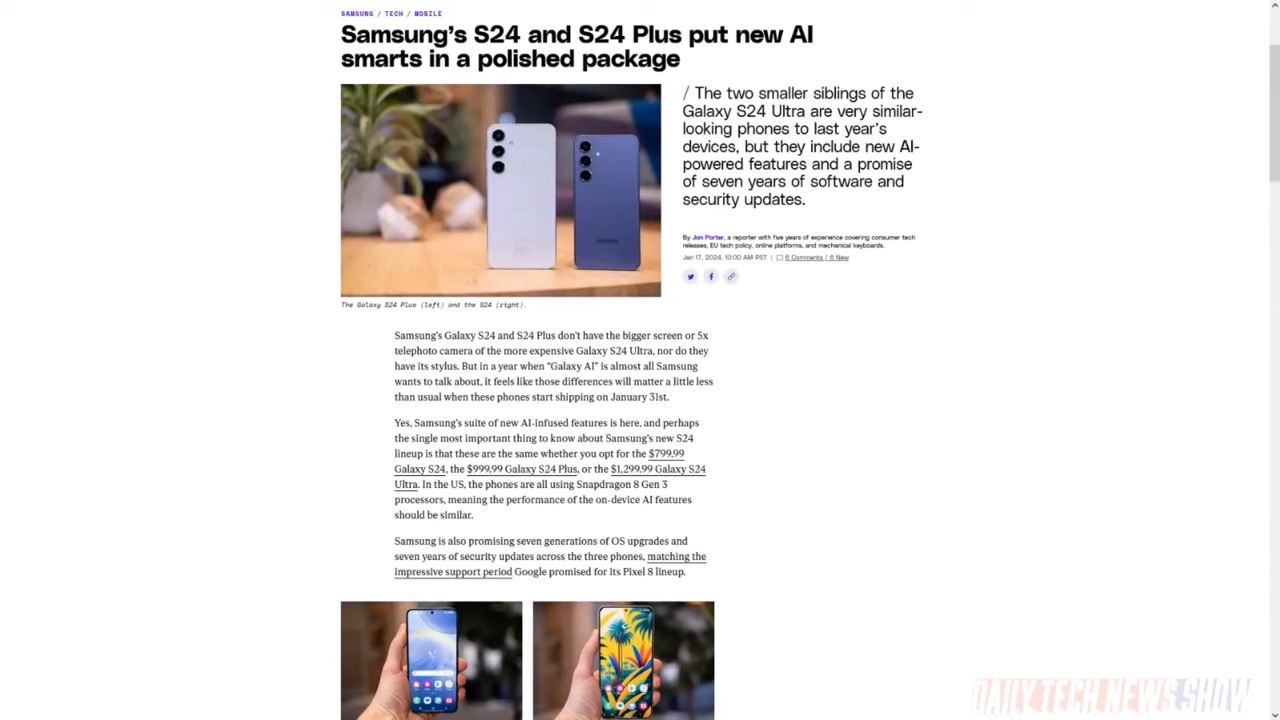 SAMSUNG / TECH / MOBILE
Samsung’s S24 and S24 Plus put new AI
smarts in a polished package
/ The two smaller siblings of the
Galaxy S24 Ultra are very similar-
looking phones to last year’s
devices, but they include new AI-
powered features and a promise
of seven years of software and
security updates.
By Jon Porter, a reporter with five years of experience covering consumer tech
releases, EU tech policy, online platforms, and mechanical keyboards.
Jan 17, 2024, 10:00 AM PST | 6 Comments / 6 New
The Galaxy S24 Plus (left) and the S24 (right).
Samsung’s Galaxy S24 and S24 Plus don’t have the bigger screen or 5x
telephoto camera of the more expensive Galaxy S24 Ultra, nor do they
have its stylus. But in a year when “Galaxy AI” is almost all Samsung
wants to talk about, it feels like those differences will matter a little less
than usual when these phones start shipping on January 31st.
Yes, Samsung’s suite of new AI-infused features is here, and perhaps
the single most important thing to know about Samsung’s new S24
lineup is that these are the same whether you opt for the $799.99
Galaxy S24, the $999.99 Galaxy S24 Plus, or the $1,299.99 Galaxy S24
Ultra. In the US, the phones are all using Snapdragon 8 Gen 3
processors, meaning the performance of the on-device AI features
should be similar.
Samsung is also promising seven generations of OS upgrades and
seven years of security updates across the three phones, matching the
impressive support period Google promised for its Pixel 8 lineup.
DAILY TECH NEWS SHOW